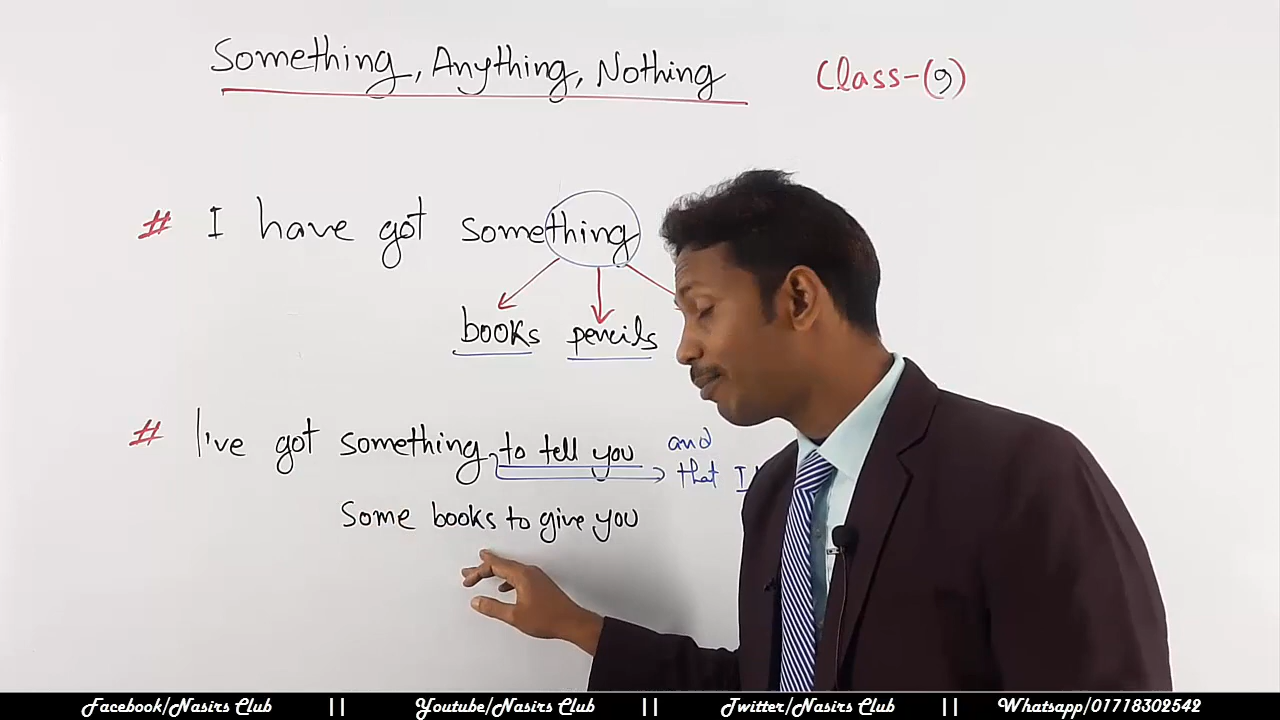 Something, Anything, Nothing Class-(9)
# I have got something
books pencils
# I've got something to tell you and
that I
Some books to give you
Facebook/Nasirs Club || Youtube/Nasirs Club || Twitter/Nasirs Club || Whatsapp/01718302542